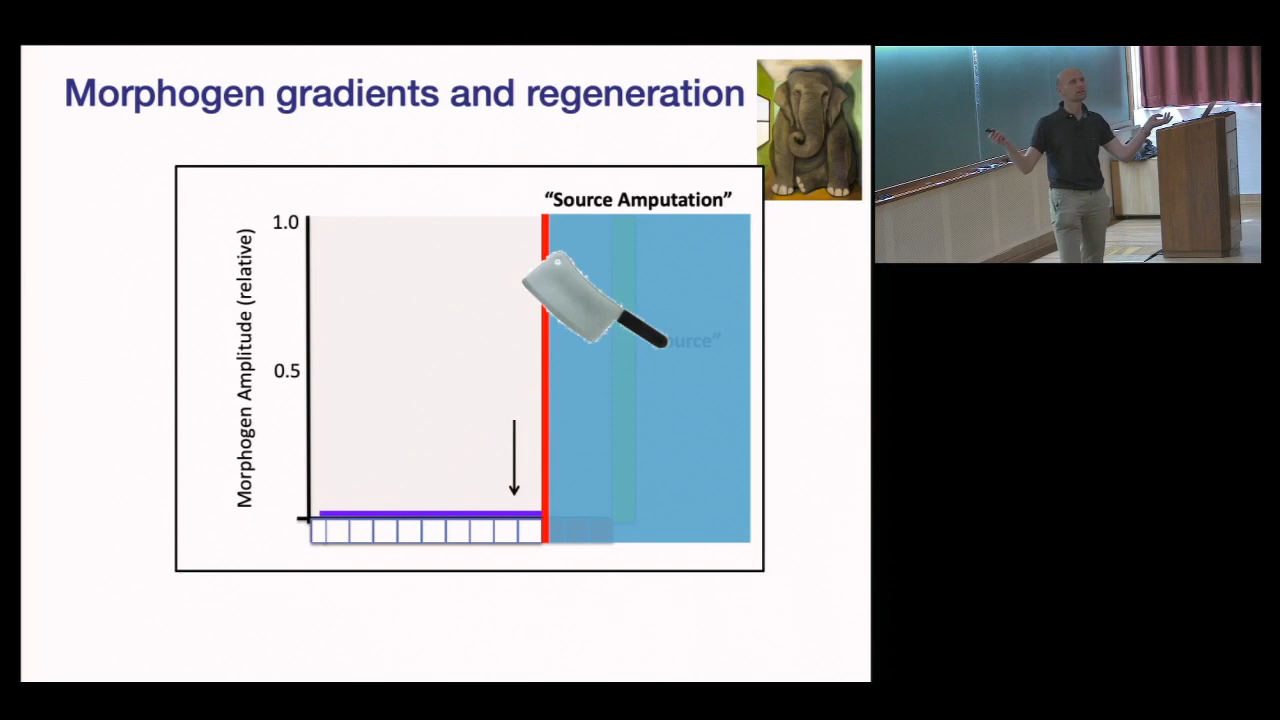 Morphogen gradients and regeneration
"Source Amputation"
1.0
0.5
Morphogen Amplitude (relative)